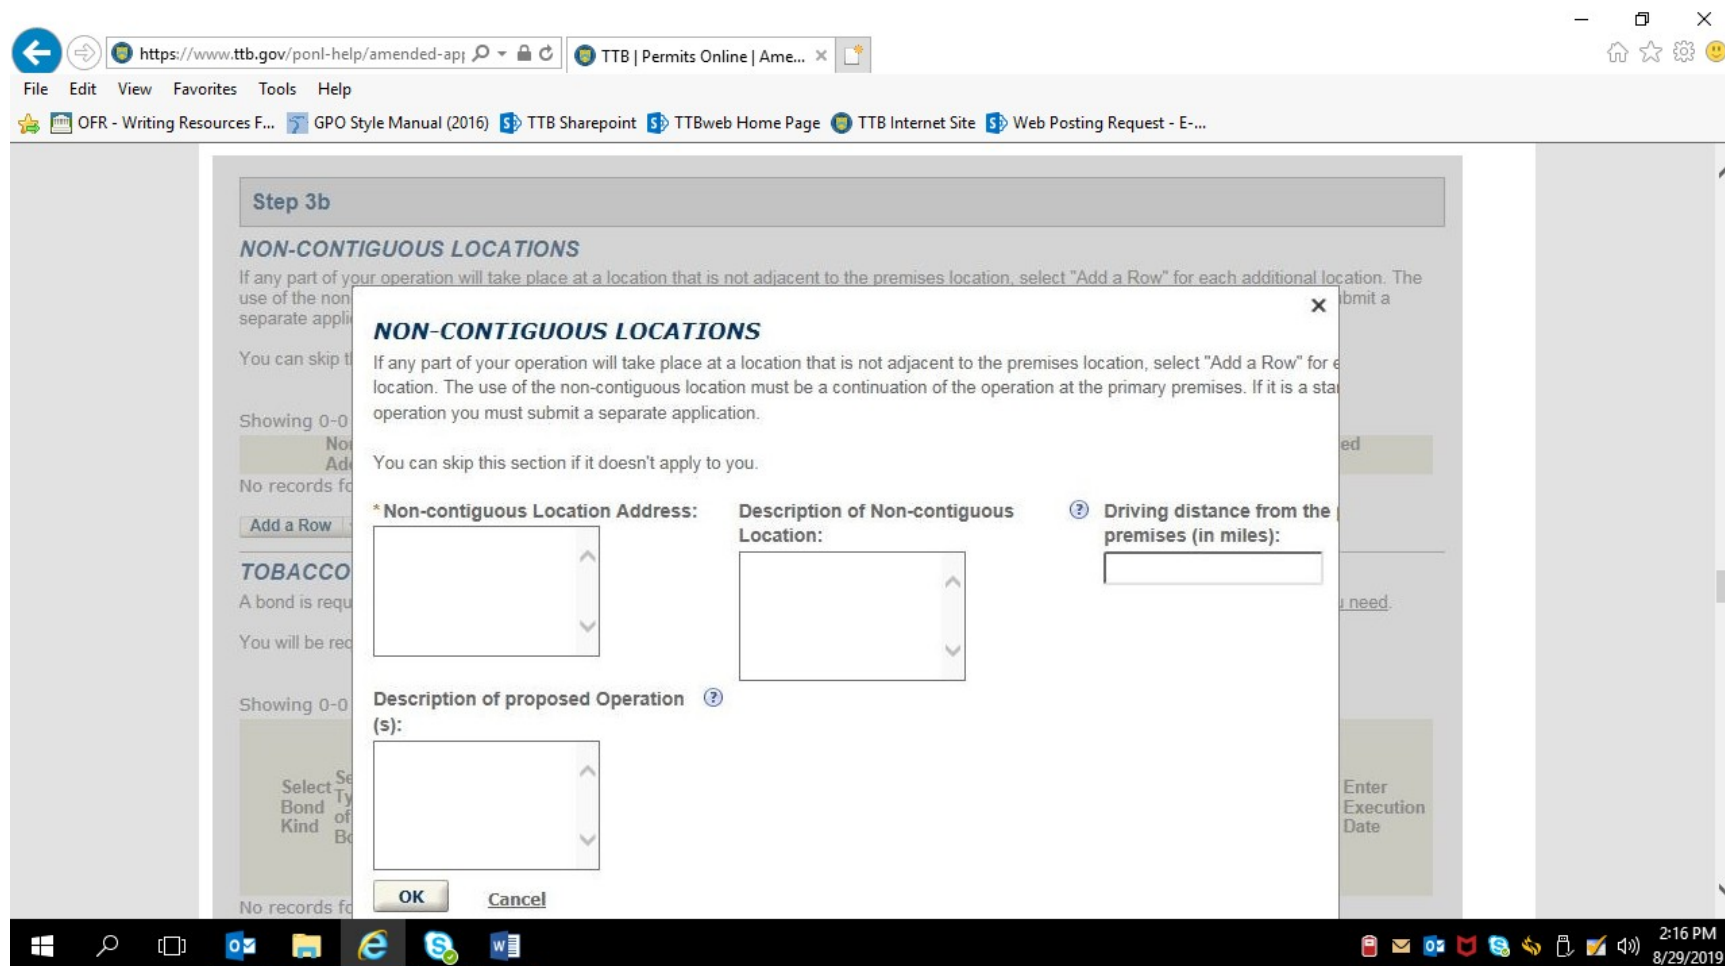 https://www.ttb.gov/ponl-help/amended-ap
TTB | Permits Online | Ame...
File Edit View Favorites Tools Help
OFR - Writing Resources F... GPO Style Manual (2016) TTB Sharepoint TTBweb Home Page TTB Internet Site Web Posting Request - E-...
Step 3b
NON-CONTIGUOUS LOCATIONS
If any part of your operation will take place at a location that is not adjacent to the premises location, select "Add a Row" for each additional location. The
use of the non
separate appli
You can skip t
Showing 0-0
No records fo
Add a Row
TOBACCO
A bond is requ
You will be rec
Showing 0-0
Select
Bond
Kind
No records fo
NON-CONTIGUOUS LOCATIONS
If any part of your operation will take place at a location that is not adjacent to the premises location, select "Add a Row" for
location. The use of the non-contiguous location must be a continuation of the operation at the primary premises. If it is a sta
operation you must submit a separate application.
You can skip this section if it doesn't apply to you.
*Non-contiguous Location Address:
Description of Non-contiguous
Location:
Driving distance from the
premises (in miles):
Description of proposed Operation
(s):
OK Cancel
bmit a
ed
need.
Enter
Execution
Date
2:16 PM
8/29/2019